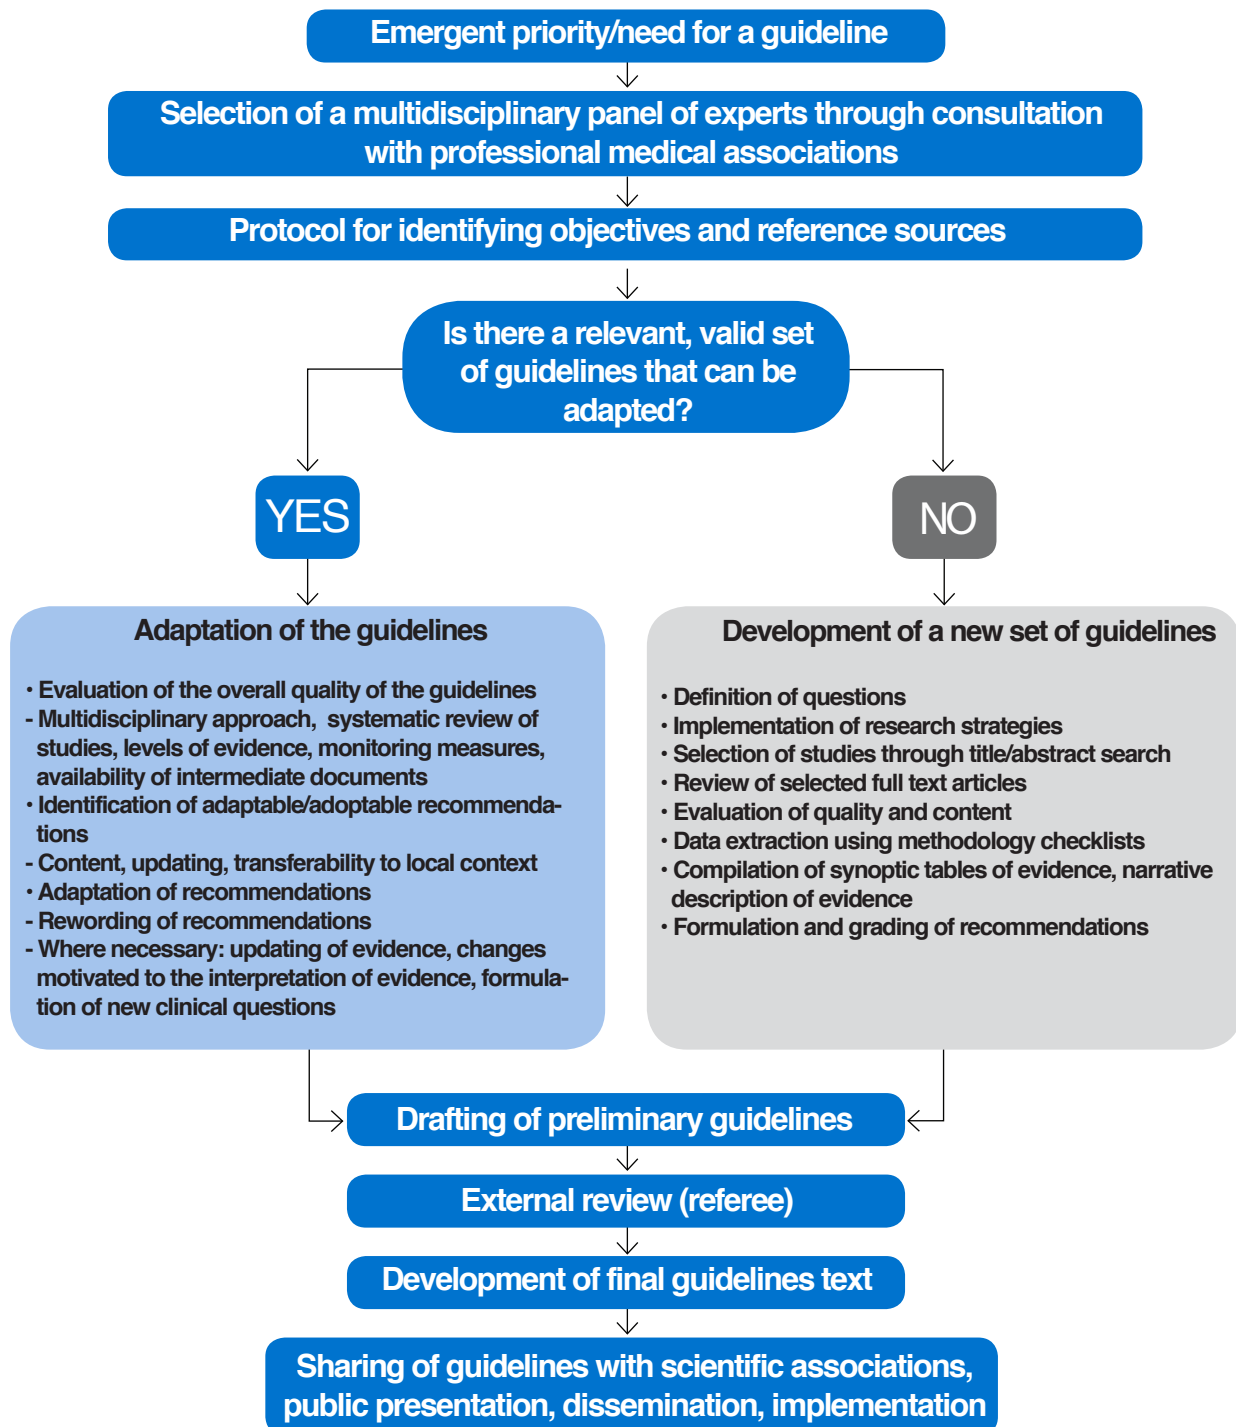 Emergent priority/need for a guideline
Selection of a multidisciplinary panel of experts through consultation
with professional medical associations
Protocol for identifying objectives and reference sources
Is there a relevant, valid set
of guidelines that can be
adapted?
YES
NO
Adaptation of the guidelines
• Evaluation of the overall quality of the guidelines
- Multidisciplinary approach, systematic review of
studies, levels of evidence, monitoring measures,
availability of intermediate documents
• Identification of adaptable/adoptable recommenda-
tions
- Content, updating, transferability to local context
• Adaptation of recommendations
- Rewording of recommendations
- Where necessary: updating of evidence, changes
motivated to the interpretation of evidence, formula-
tion of new clinical questions
Development of a new set of guidelines
• Definition of questions
• Implementation of research strategies
• Selection of studies through title/abstract search
• Review of selected full text articles
• Evaluation of quality and content
• Data extraction using methodology checklists
• Compilation of synoptic tables of evidence, narrative
description of evidence
• Formulation and grading of recommendations
Drafting of preliminary guidelines
External review (referee)
Development of final guidelines text
Sharing of guidelines with scientific associations,
public presentation, dissemination, implementation